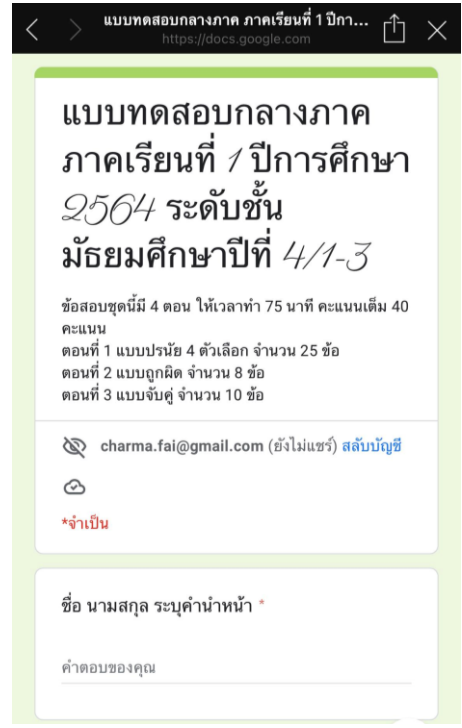 แบบทดสอบกลางภาค ภาคเรียนที่ 1 ปีกา...
https://docs.google.com
แบบทดสอบกลางภาค
ภาคเรียนที่ 1 ปีการศึกษา
2564 ระดับชั้น
มัธยมศึกษาปีที่ 4/1-3
ข้อสอบชุดนี้มี 4 ตอน ให้เวลาทำ 75 นาที คะแนนเต็ม 40
คะแนน
ตอนที่ 1 แบบปรนัย 4 ตัวเลือก จำนวน 25 ข้อ
ตอนที่ 2 แบบถูกผิด จำนวน 8 ข้อ
ตอนที่ 3 แบบจับคู่ จำนวน 10 ข้อ
charma.fai@gmail.com (ยังไม่แชร์) สลับบัญชี
*จำเป็น
ชื่อ นามสกุล ระบุคำนำหน้า *
คำตอบของคุณ